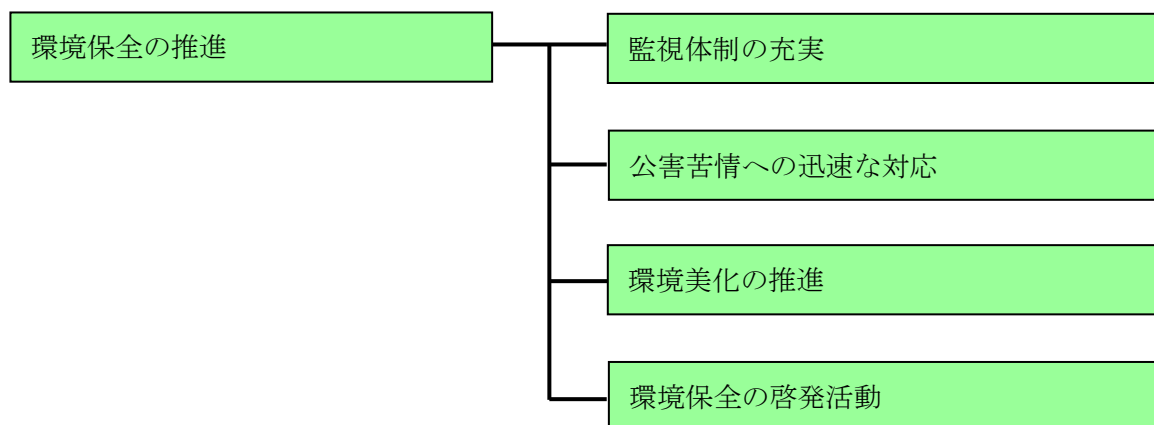 環境保全の推進
監視体制の充実
公害苦情への迅速な対応
環境美化の推進
環境保全の啓発活動